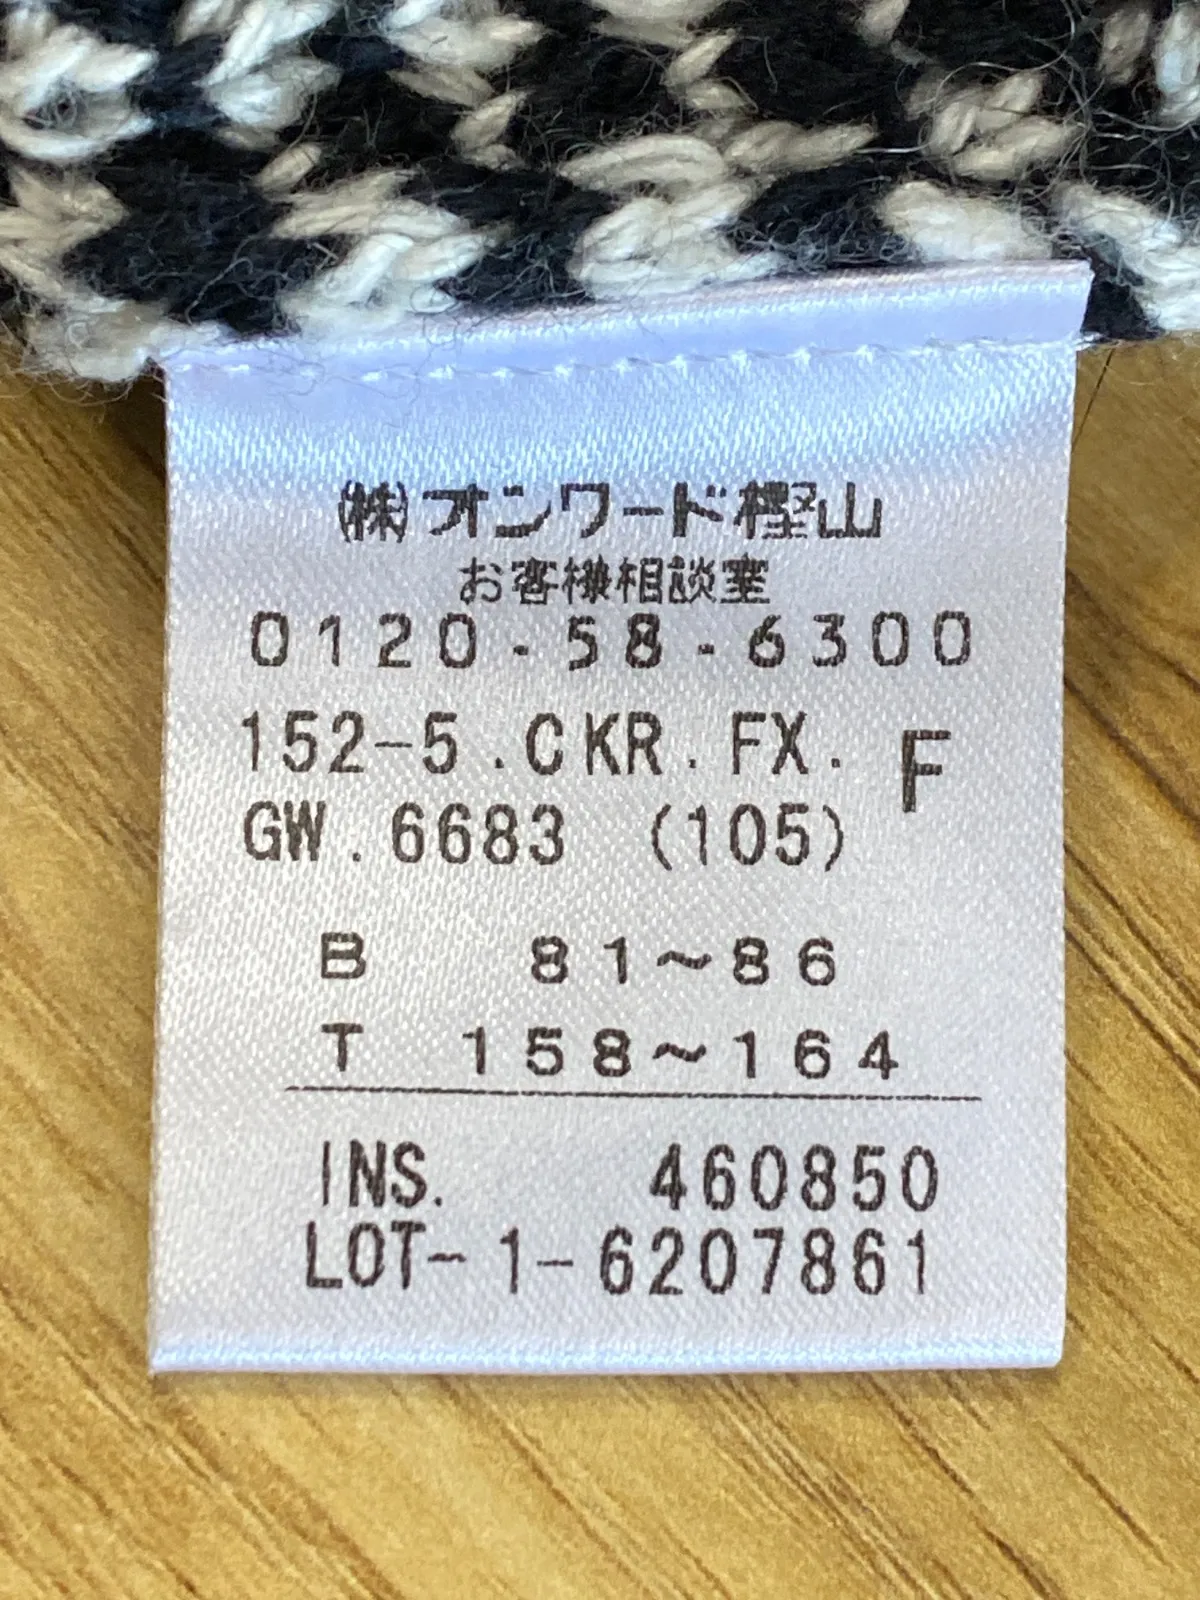 ㈱オンワード樫山
お客様相談室
0120-58-6300
152-5.CKR.FX. F
GW.6683 (105)
B 81~86
T 158~164
INS. 460850
LOT-1-6207861